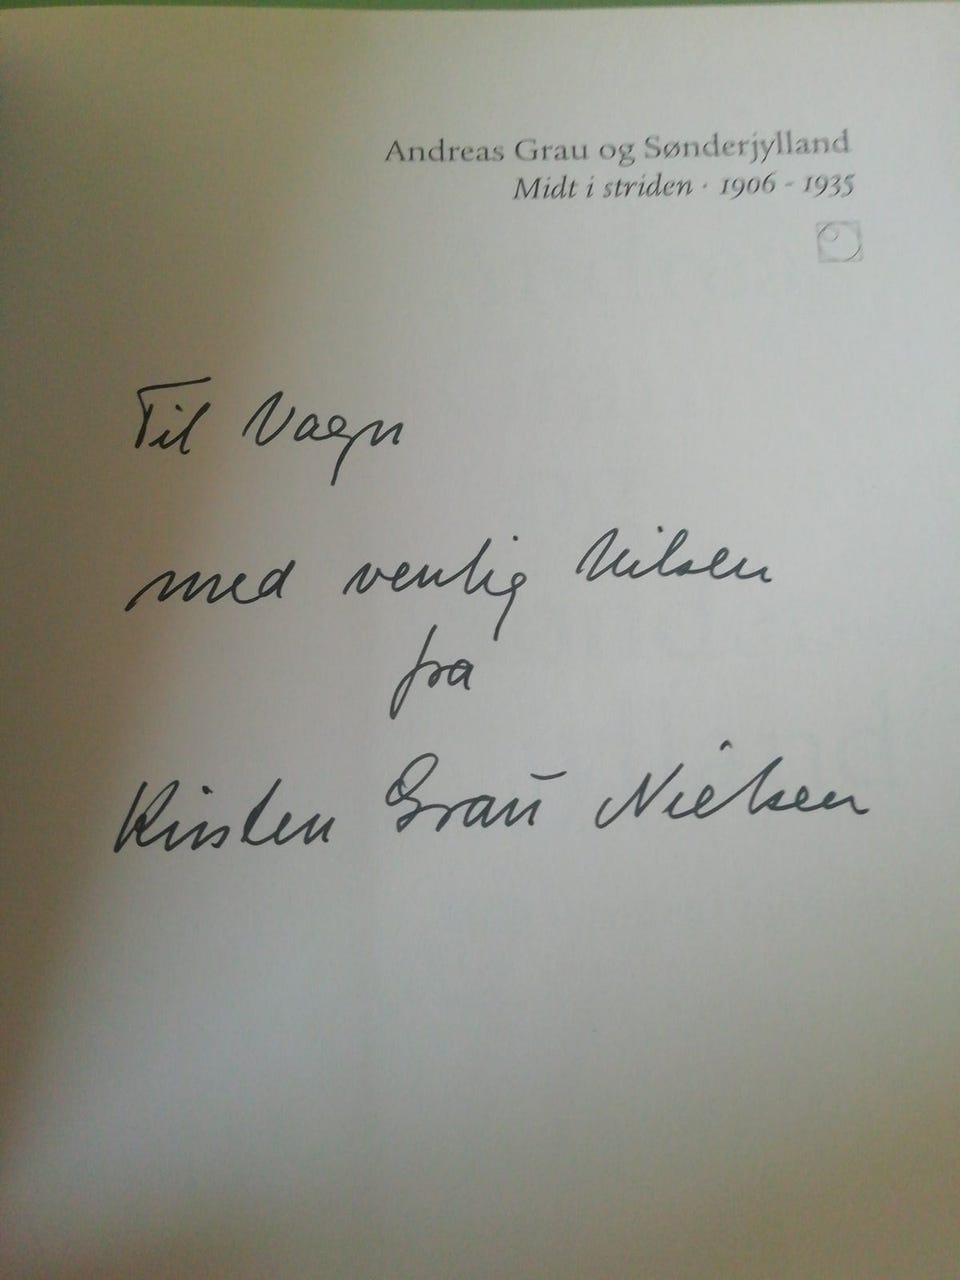 Andreas Grau og Sønderjylland
Midt i striden · 1906 - 1935
Til Vagn
med venlig hilsen
fra
Kirsten Grau Nielsen